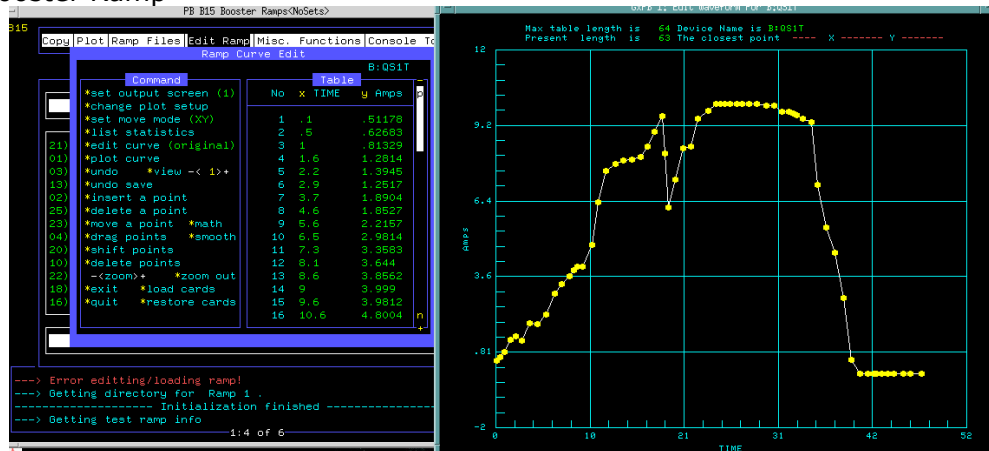 PB B15 Booster Ramps<NoSets>
B15
Copy Plot Ramp Files Edit Ramp Misc. Functions Console
Ramp Curve Edit
B:QS1T
Command
*set output screen (1)
*change plot setup
*set move mode (XY)
*list statistics
21) *edit curve (original)
01) *plot curve
03) *undo *view -< 1>+
13) *undo save
02) *insert a point
25) *delete a point
23) *move a point *math
04) *drag points *smooth
20) *shift points
10) *delete points
22) -<zoom>+ *zoom out
18) *exit *load cards
16) *quit *restore cards
Table
No x TIME y Amps
1 .1 .51178
2 .5 .62683
3 1 .81329
4 1.6 1.2814
5 2.2 1.3945
6 2.9 1.2517
7 3.7 1.8904
8 4.6 1.8527
9 5.6 2.2157
10 6.5 2.9814
11 7.3 3.3583
12 8.1 3.644
13 8.6 3.8562
14 9 3.999
15 9.6 3.9812
16 10.6 4.8004
p
n
---> Error editting/loading ramp!
---> Getting directory for Ramp 1 .
------------------ Initialization finished --------------
---> Getting test ramp info
1:4 of 6
GxPB 1: Edit Waveform For B:QS1T
Max table length is 64 Device Name is B:QS1T
Present length is 63 The closest point ---- X ------- Y -------
12
9.2
6.4
3.6
.81
-2
Amps
0 10 21 31 42 52
TIME